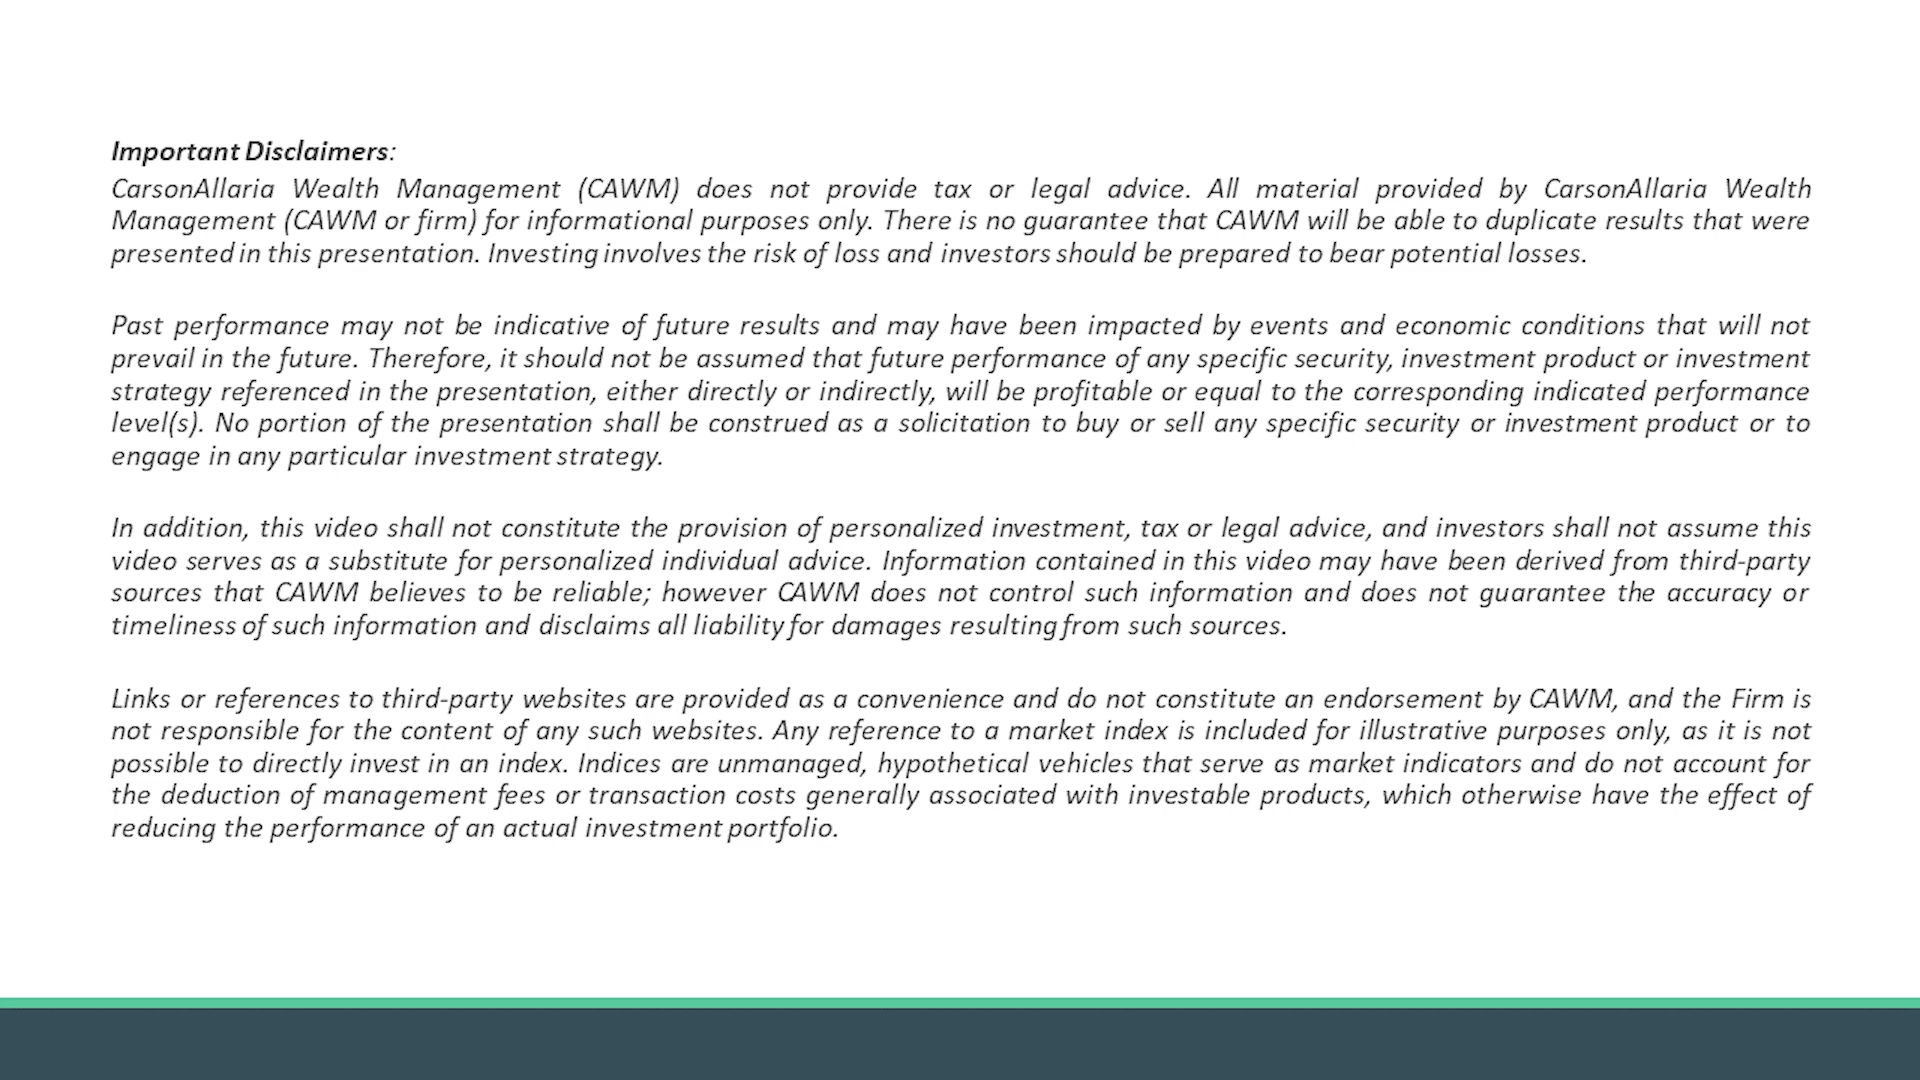 Important Disclaimers:
CarsonAllaria Wealth Management (CAWM) does not provide tax or legal advice. All material provided by CarsonAllaria Wealth
Management (CAWM or firm) for informational purposes only. There is no guarantee that CAWM will be able to duplicate results that were
presented in this presentation. Investing involves the risk of loss and investors should be prepared to bear potential losses.
Past performance may not be indicative of future results and may have been impacted by events and economic conditions that will not
prevail in the future. Therefore, it should not be assumed that future performance of any specific security, investment product or investment
strategy referenced in the presentation, either directly or indirectly, will be profitable or equal to the corresponding indicated performance
level(s). No portion of the presentation shall be construed as a solicitation to buy or sell any specific security or investment product or to
engage in any particular investment strategy.
In addition, this video shall not constitute the provision of personalized investment, tax or legal advice, and investors shall not assume this
video serves as a substitute for personalized individual advice. Information contained in this video may have been derived from third-party
sources that CAWM believes to be reliable; however CAWM does not control such information and does not guarantee the accuracy or
timeliness of such information and disclaims all liability for damages resulting from such sources.
Links or references to third-party websites are provided as a convenience and do not constitute an endorsement by CAWM, and the Firm is
not responsible for the content of any such websites. Any reference to a market index is included for illustrative purposes only, as it is not
possible to directly invest in an index. Indices are unmanaged, hypothetical vehicles that serve as market indicators and do not account for
the deduction of management fees or transaction costs generally associated with investable products, which otherwise have the effect of
reducing the performance of an actual investment portfolio.